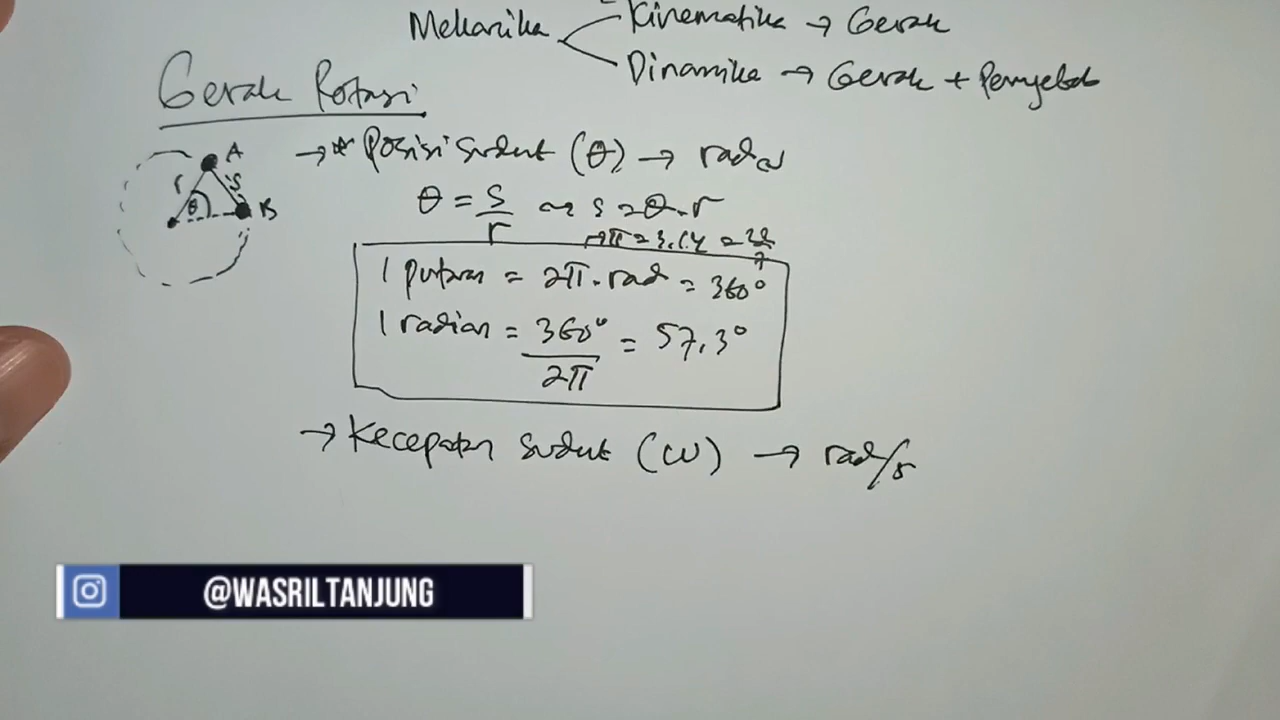 Mekanika
Kinematika → Gerak
Dinamika → Gerak + Penyebab
Gerak Rotasi
A
r
s
θ
B
→ * Posisi sudut (θ) → radian
θ = s/r ~ s = θ.r
→ π = 3.14 = 22/7
1 putaran = 2π.rad = 360°
1 radian = 360°/2π = 57,3°
→ Kecepatan sudut (ω) → rad/s
@WASRILTANJUNG